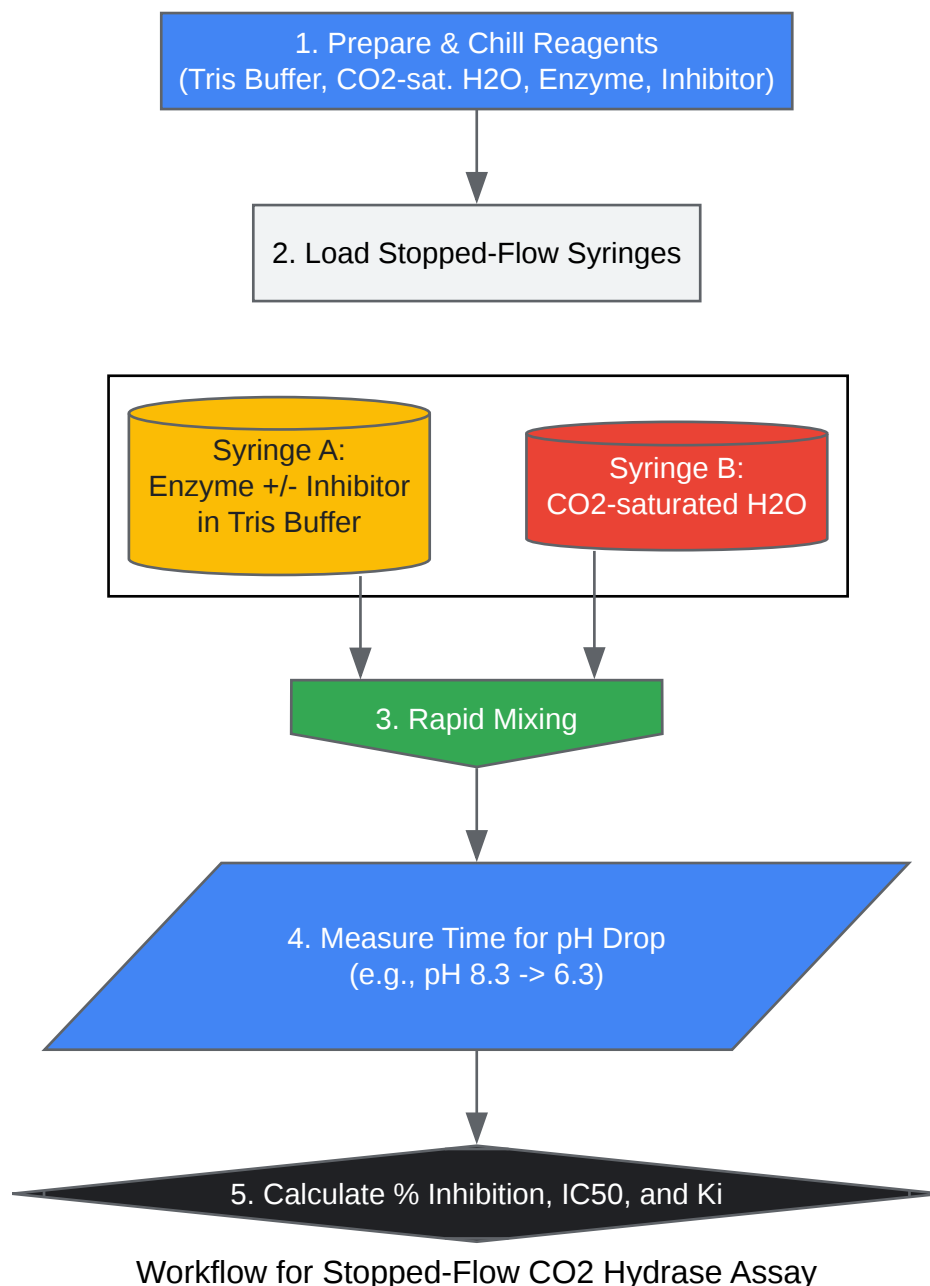 1. Prepare & Chill Reagents
(Tris Buffer, CO2-sat. H2O, Enzyme, Inhibitor)
2. Load Stopped-Flow Syringes
Syringe A:
Enzyme +/- Inhibitor
in Tris Buffer
Syringe B:
CO2-saturated H2O
3. Rapid Mixing
4. Measure Time for pH Drop
(e.g., pH 8.3 -> 6.3)
5. Calculate % Inhibition, IC50, and Ki
Workflow for Stopped-Flow CO2 Hydrase Assay